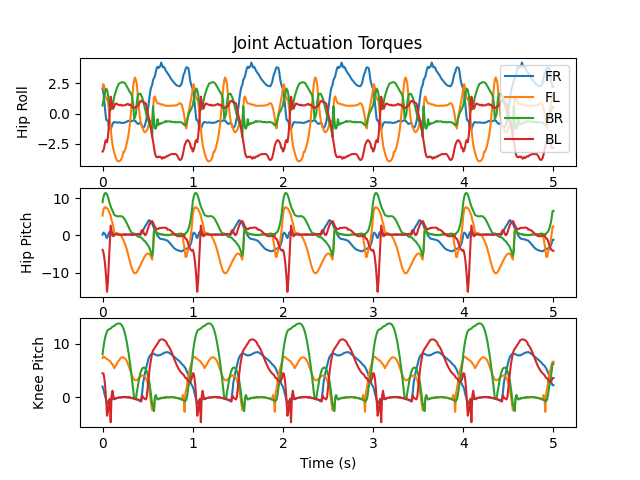 Joint Actuation Torques
Hip Roll
2.5
0.0
−2.5
FR
FL
BR
BL
0 1 2 3 4 5
Hip Pitch
10
0
−10
0 1 2 3 4 5
Knee Pitch
10
0
0 1 2 3 4 5
Time (s)